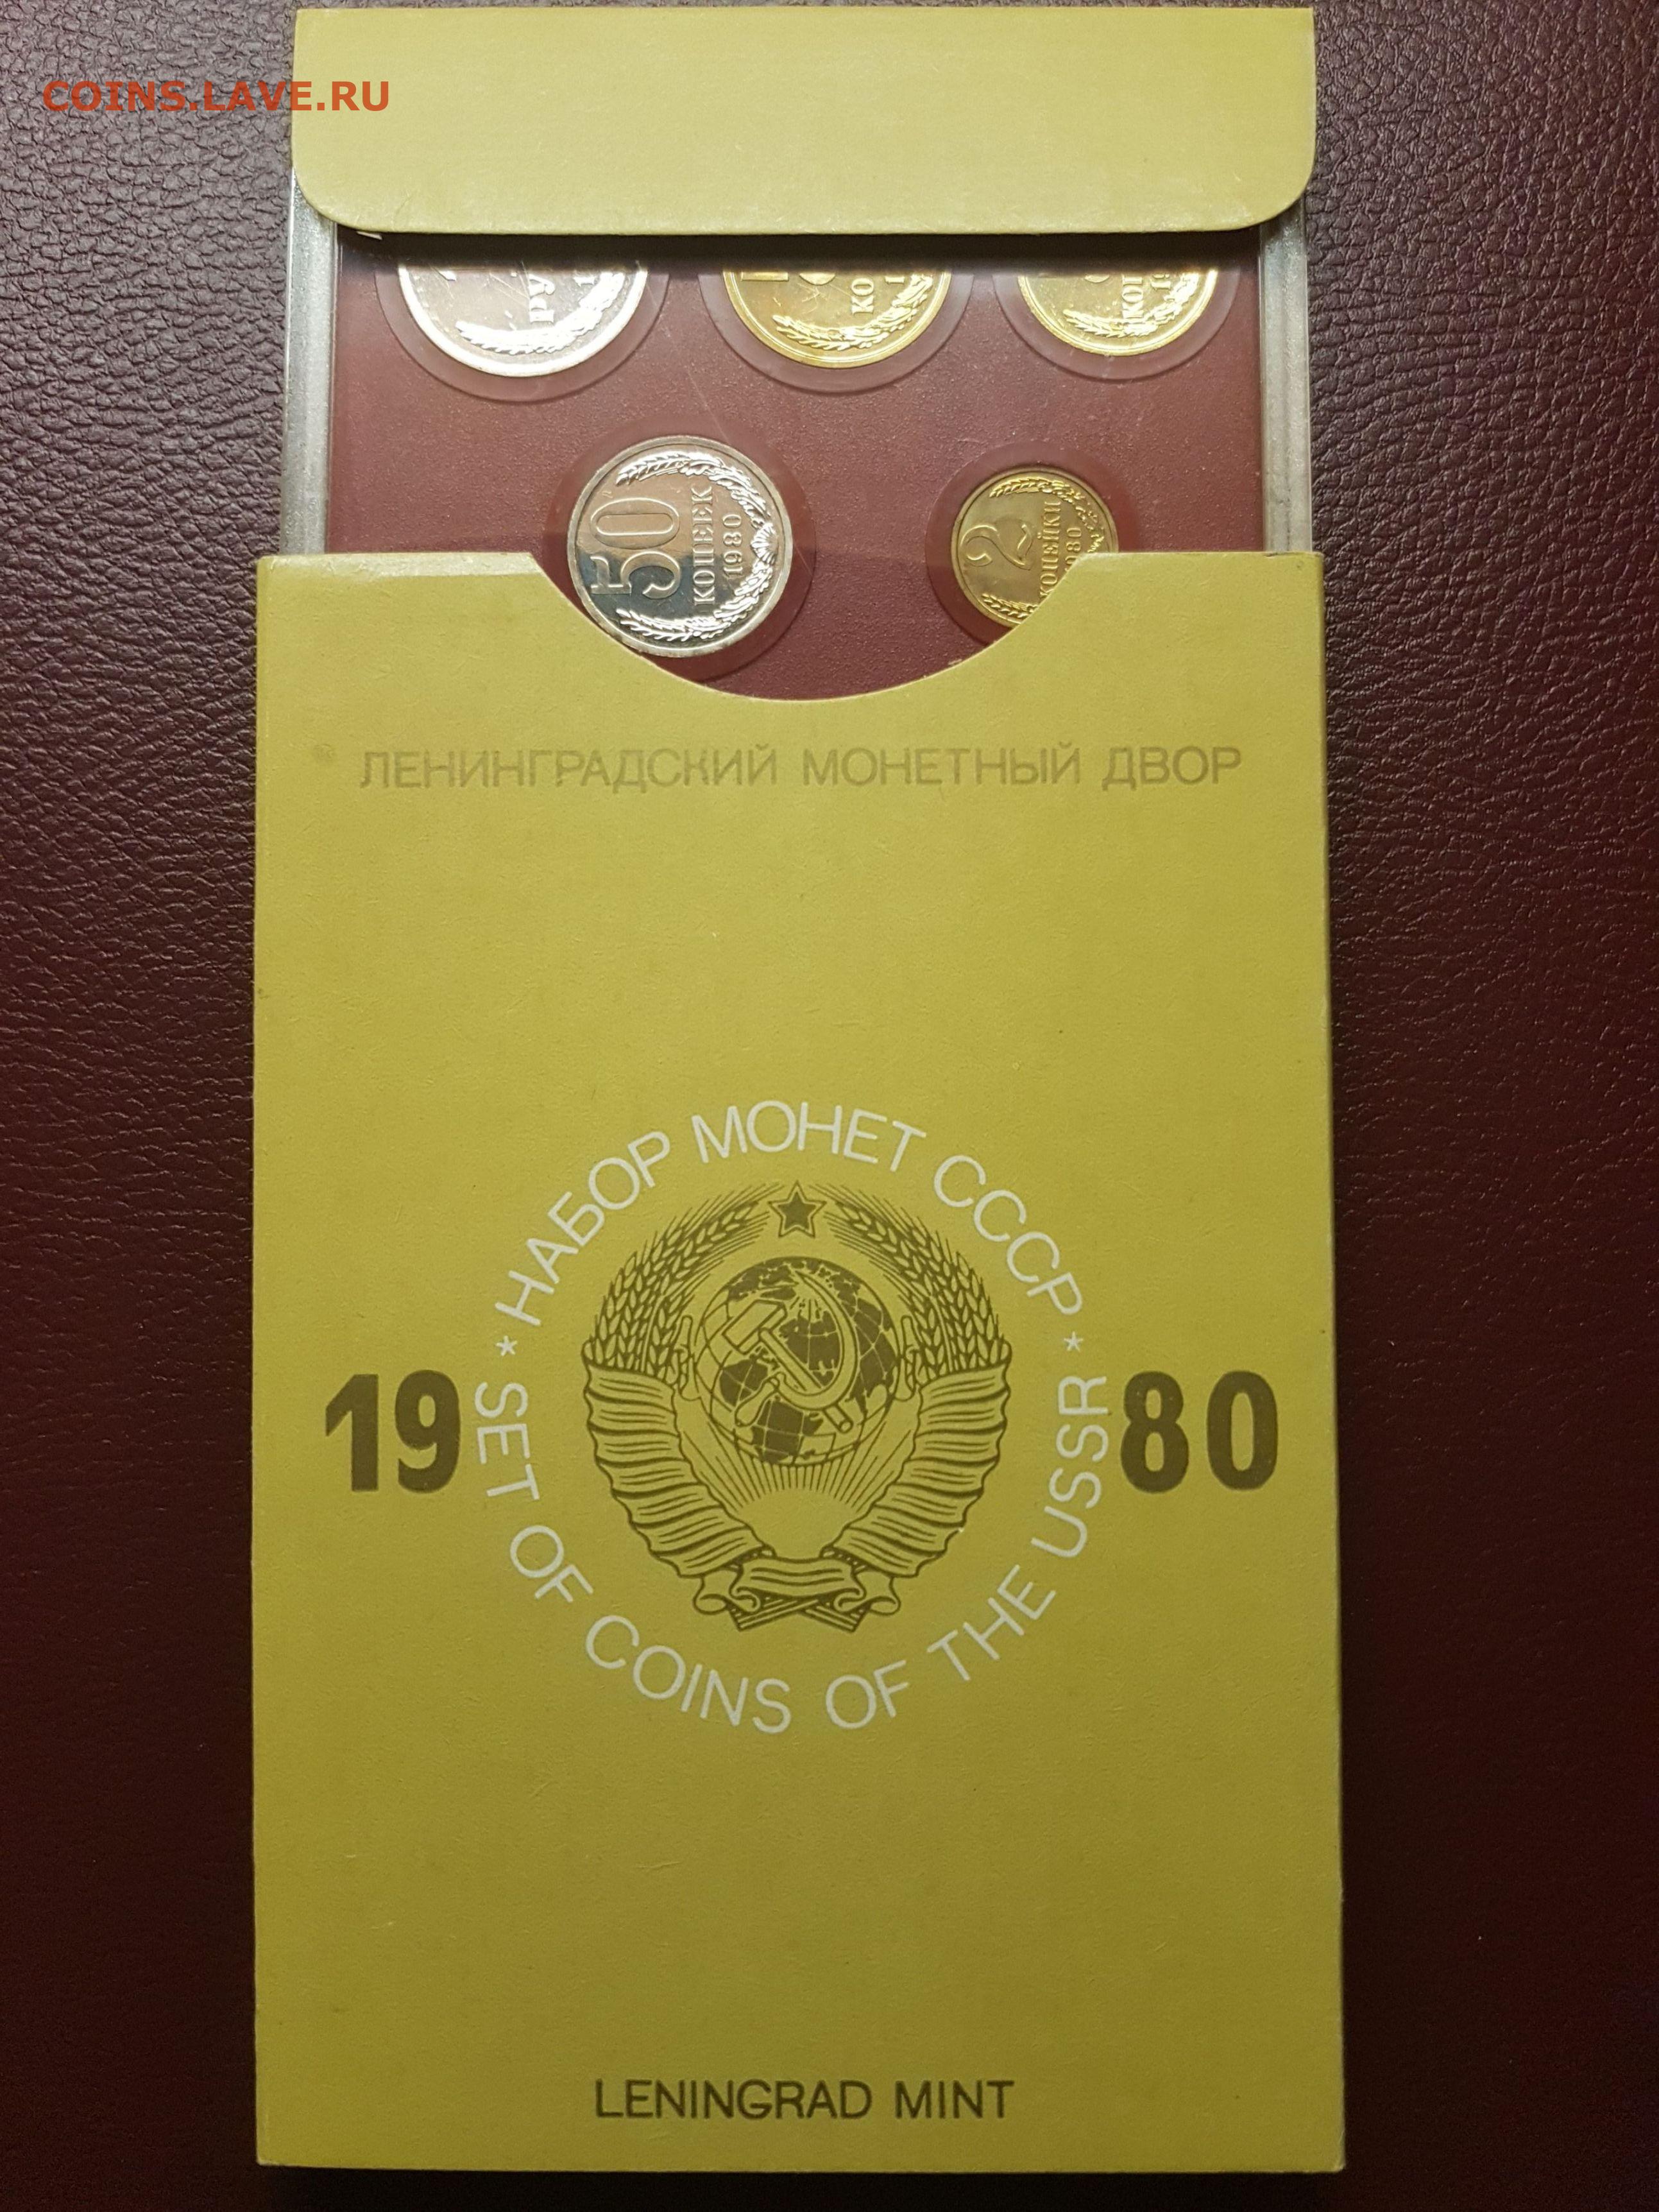 COINS.LAVE.RU
50
КОПЕЕК
1980
2
КОПЕЙКИ
ЛЕНИНГРАДСКИЙ МОНЕТНЫЙ ДВОР
* НАБОР МОНЕТ СССР *
19
80
SET OF COINS OF THE USSR
LENINGRAD MINT